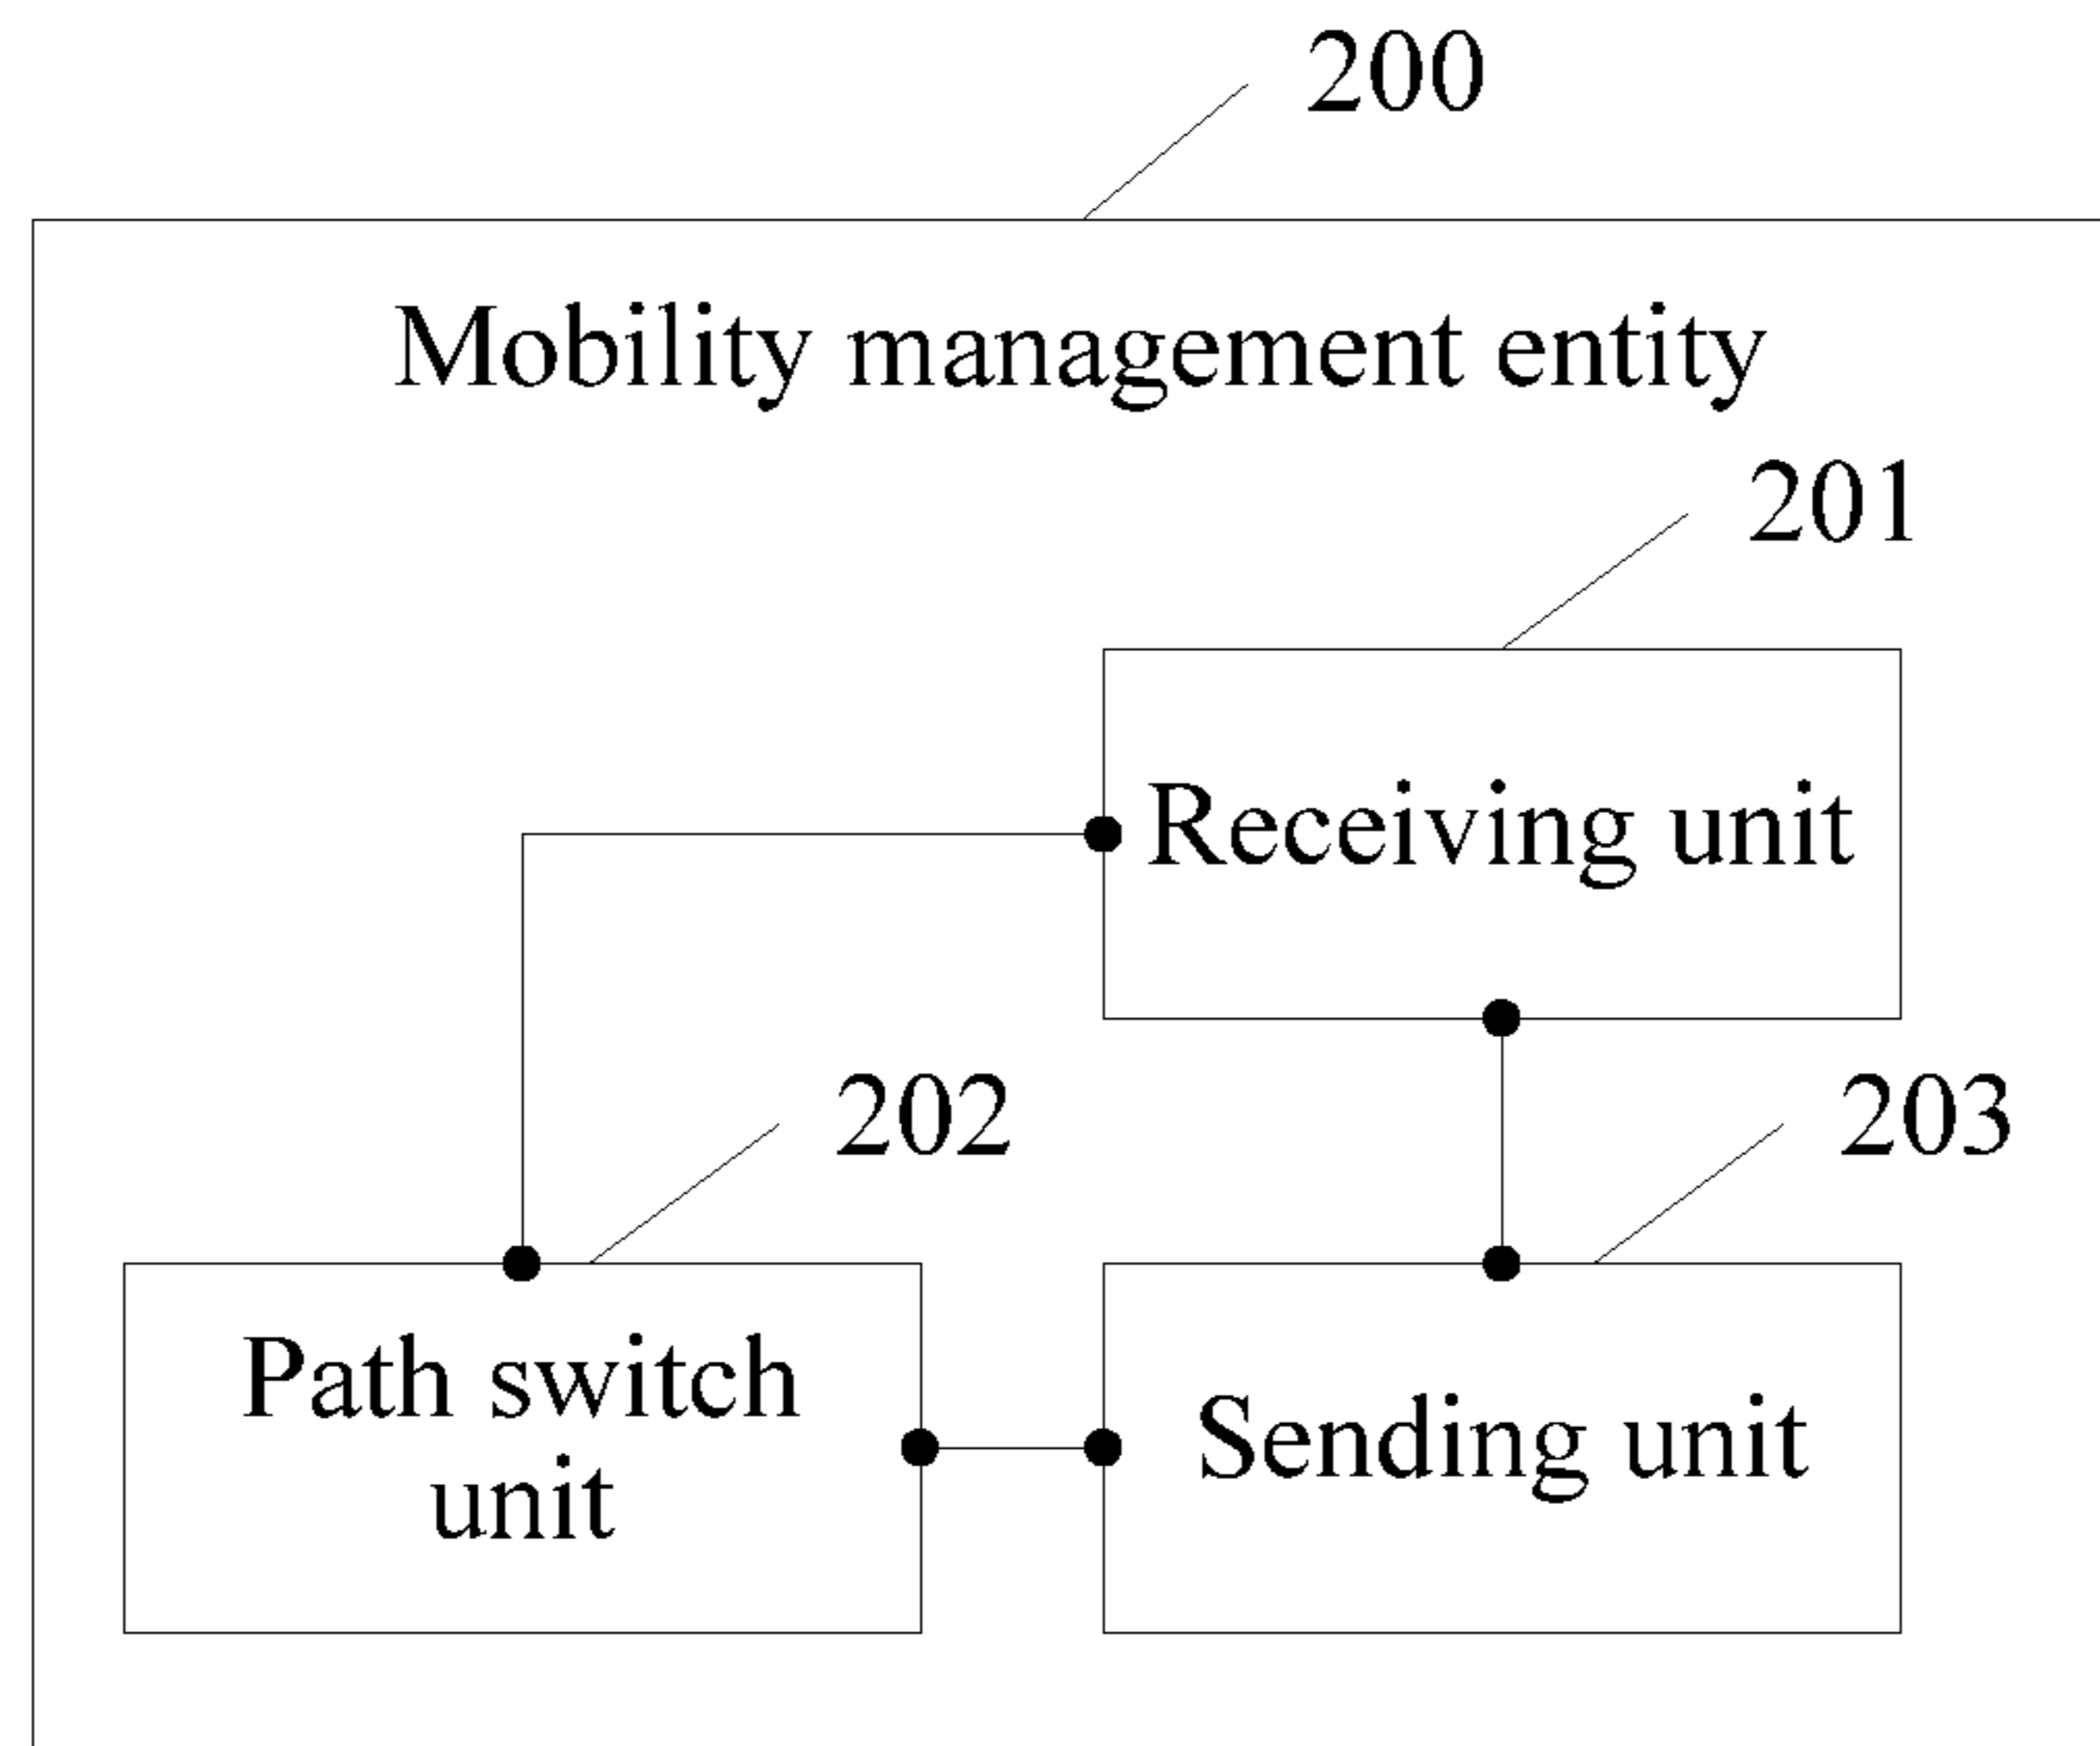 200
Mobility management entity
201
Receiving unit
202
203
Path switch
unit
Sending unit